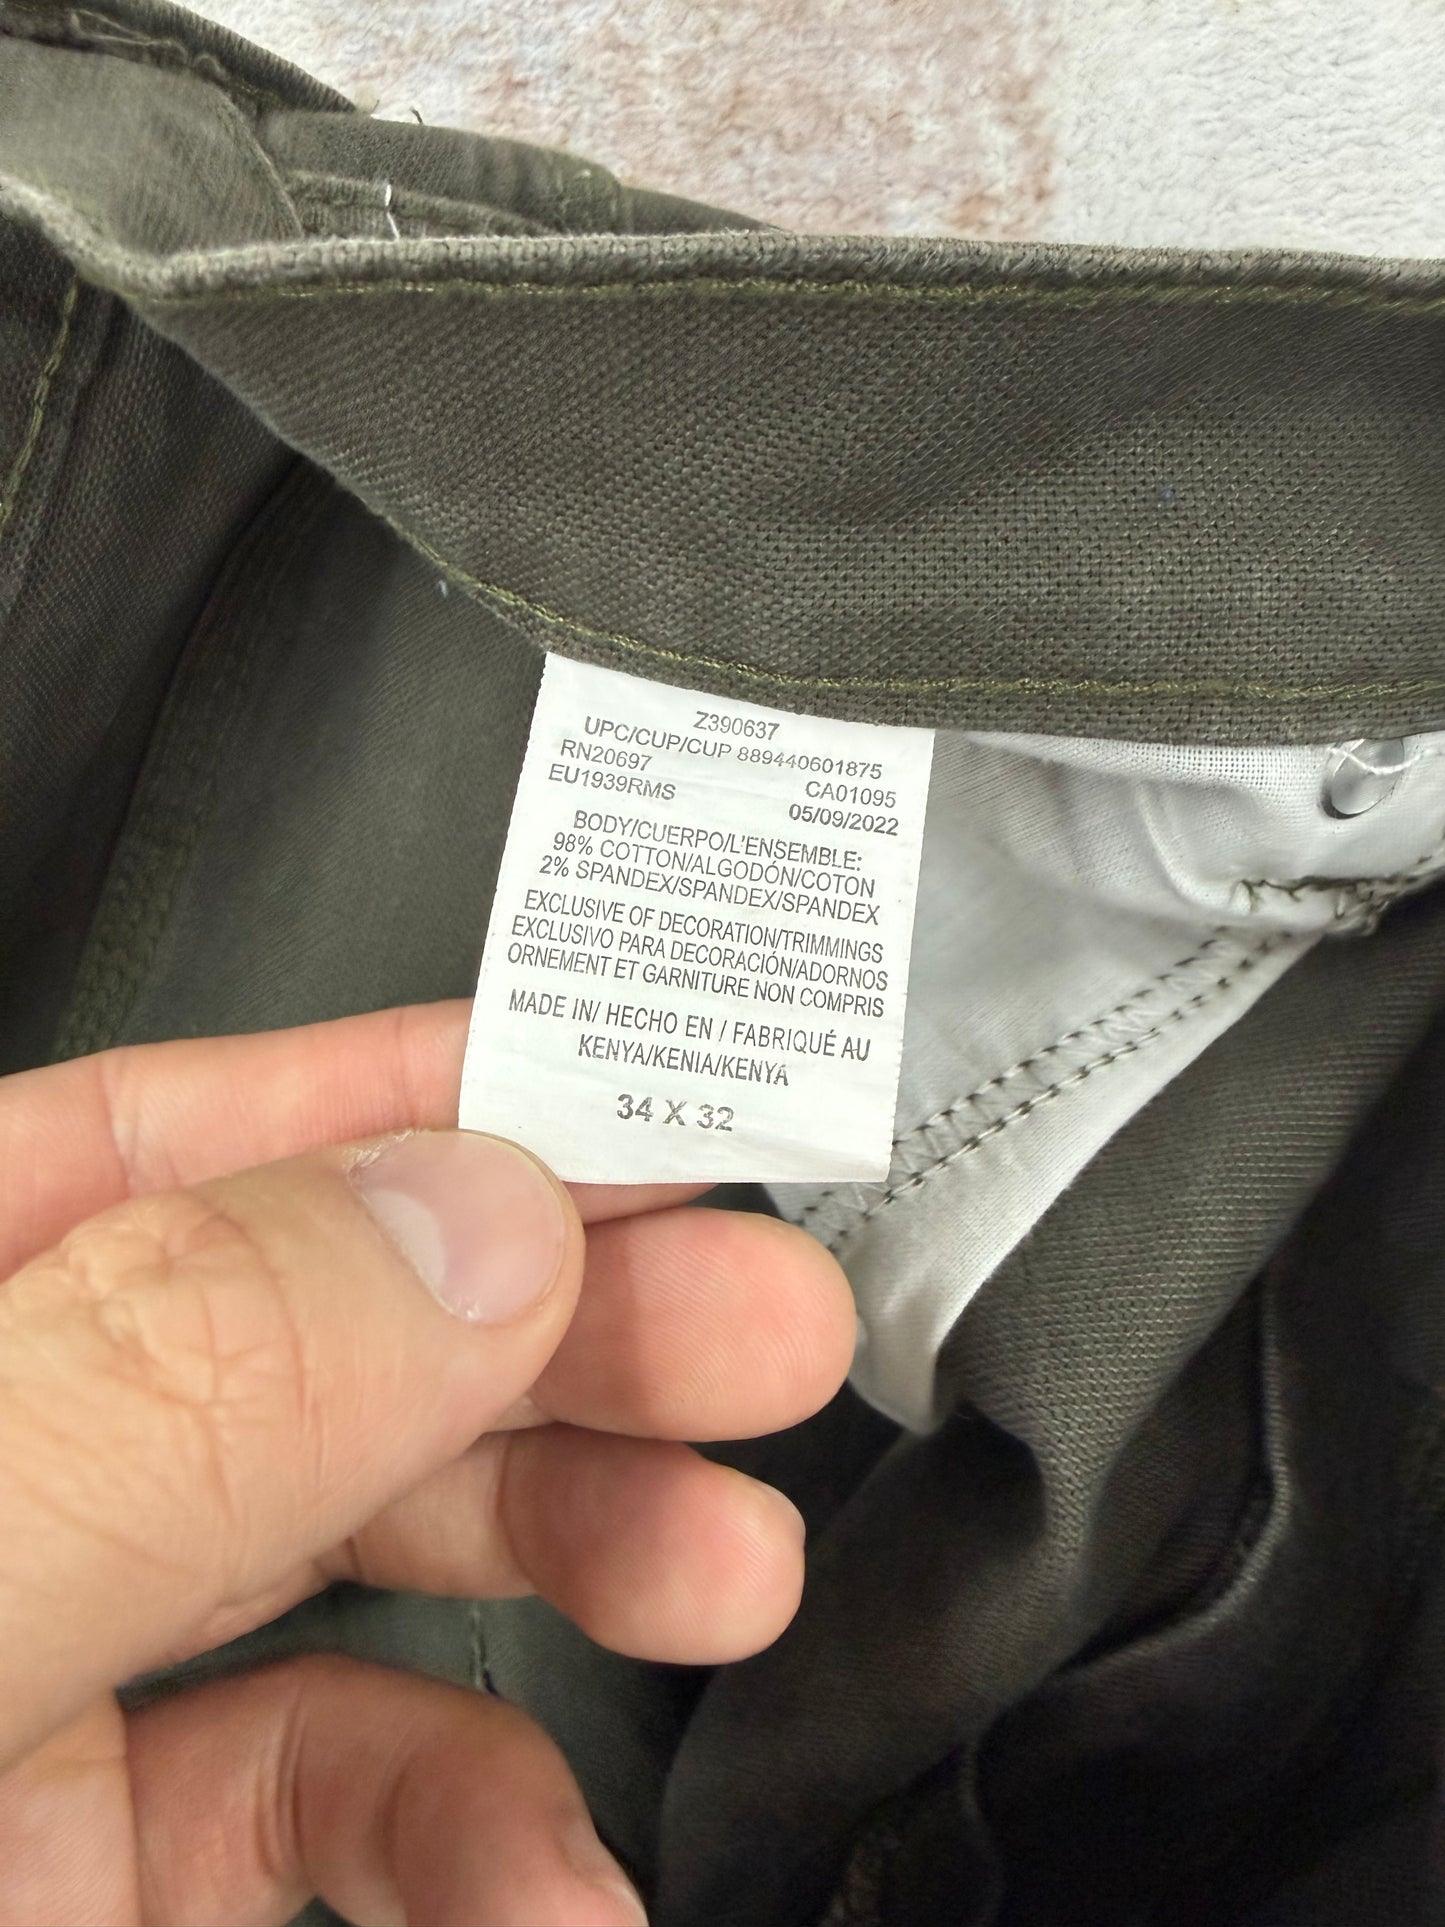 Z390637
UPC/CUP/CUP 889440601875
RN20697 CA01095
EU1939RMS 05/09/2022
BODY/CUERPO/L'ENSEMBLE:
98% COTTON/ALGODÓN/COTON
2% SPANDEX/SPANDEX/SPANDEX
EXCLUSIVE OF DECORATION/TRIMMINGS
EXCLUSIVO PARA DECORACIÓN/ADORNOS
ORNEMENT ET GARNITURE NON COMPRIS
MADE IN/ HECHO EN / FABRIQUÉ AU
KENYA/KENIA/KENYA
34 X 32